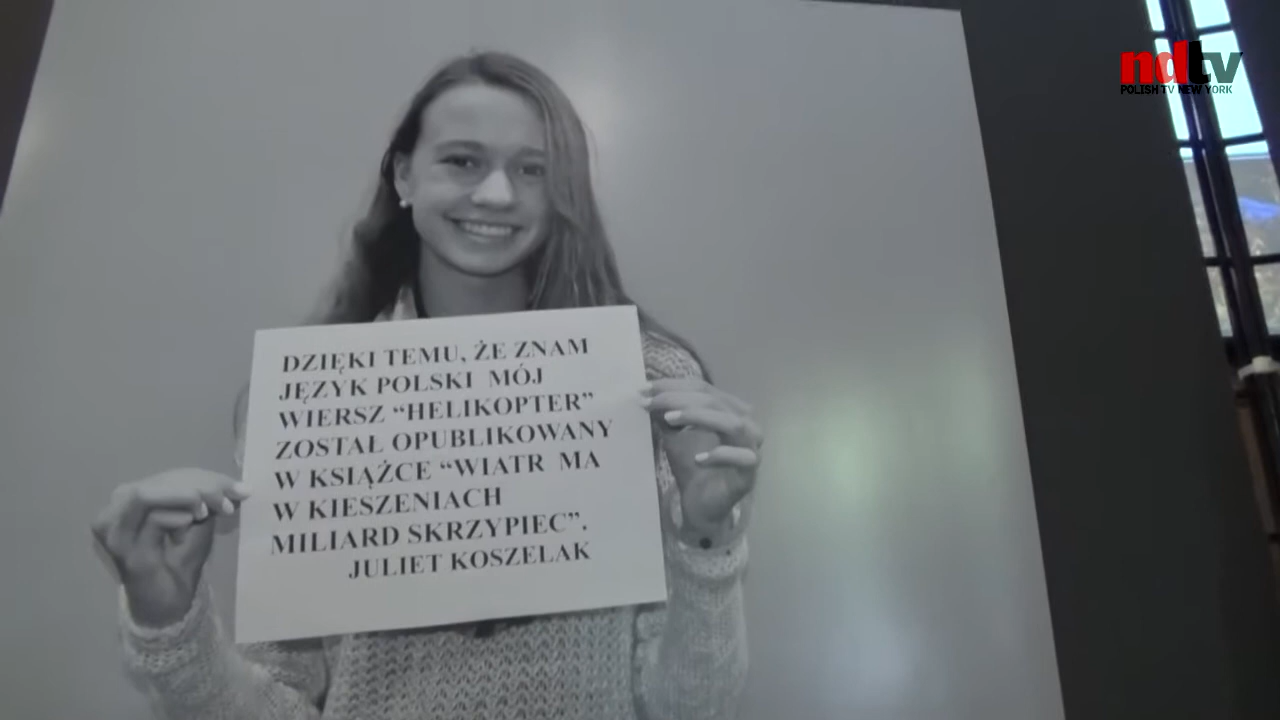 ndtv
POLISH TV NEW YORK
DZIĘKI TEMU, ŻE ZNAM
JĘZYK POLSKI MÓJ
WIERSZ “HELIKOPTER”
ZOSTAŁ OPUBLIKOWANY
W KSIĄŻCE “WIATR MA
W KIESZENIACH
MILIARD SKRZYPIEC”.
JULIET KOSZELAK